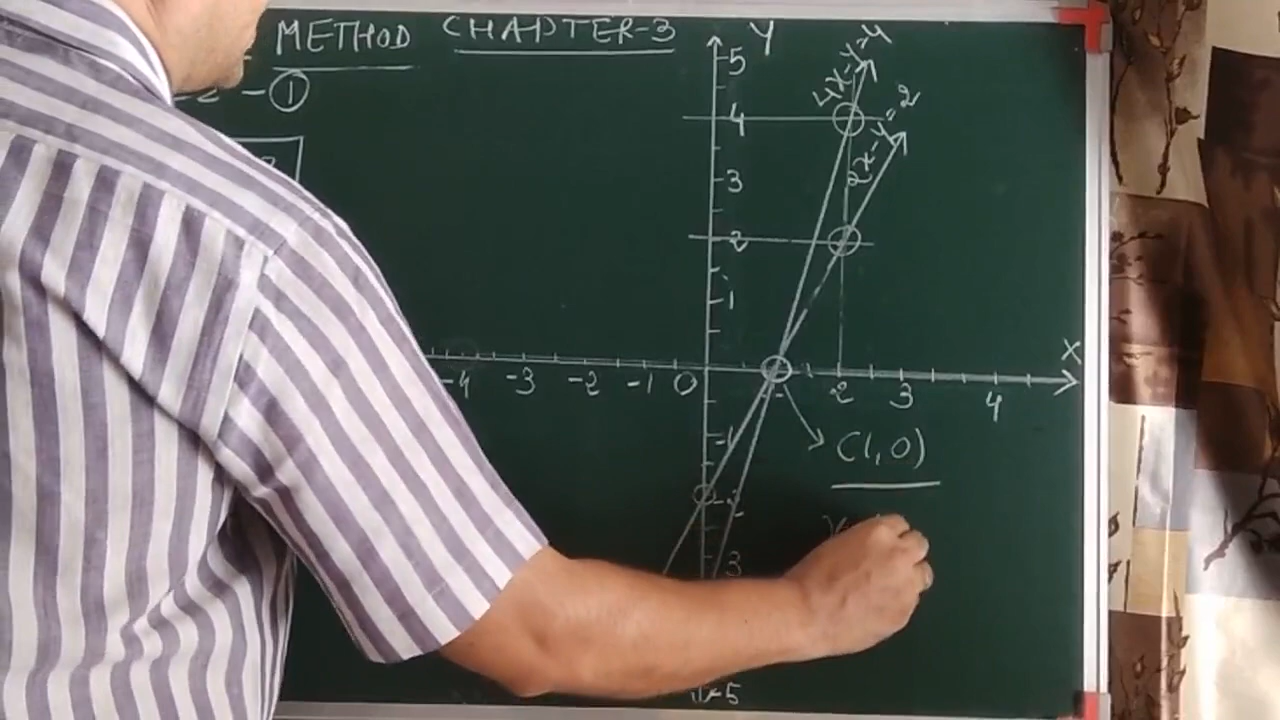 METHOD CHAPTER-3
- ①
Y
5
4
3
2
1
4x-y=4
2x-y=2
-4 -3 -2 -1 0 2 3 4 X
-1
(1,0)
-2
3
-5